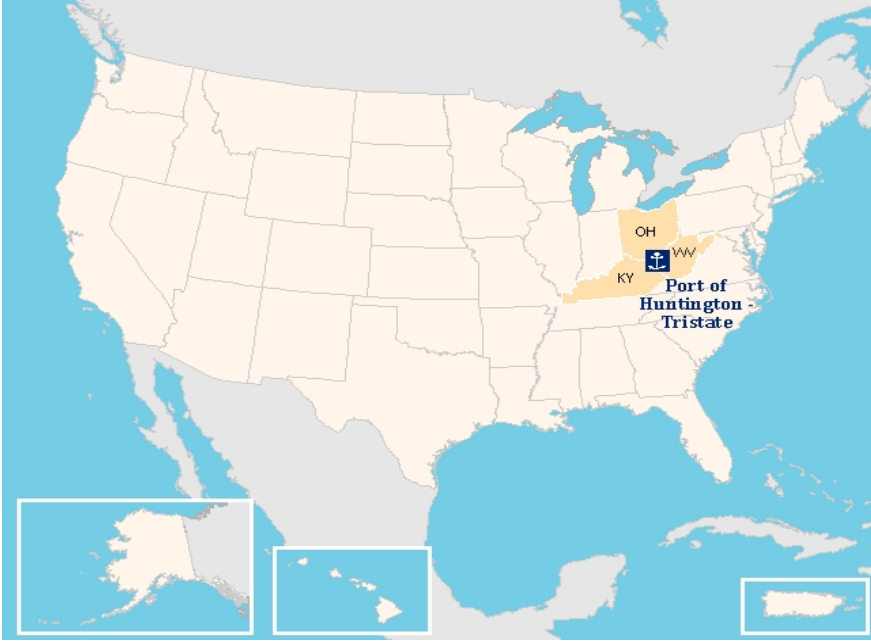 OH
WV
KY
Port of
Huntington -
Tristate